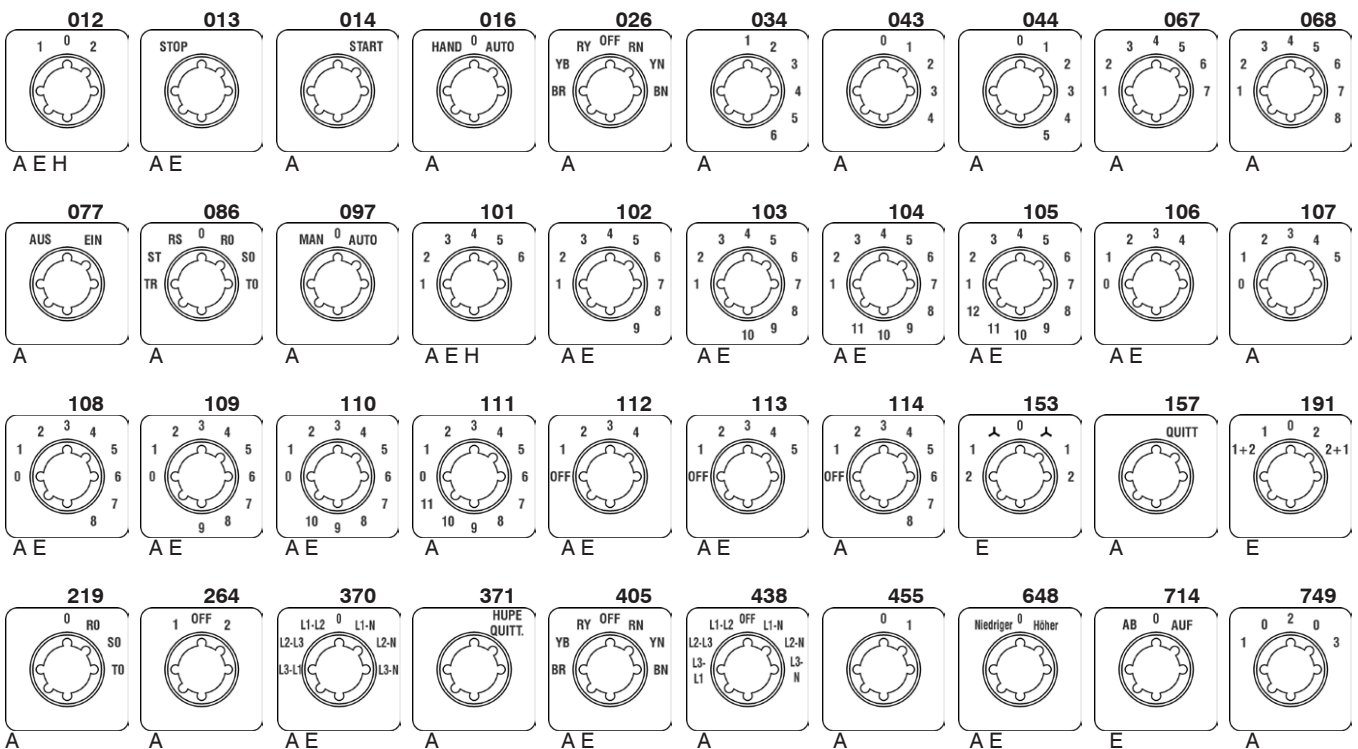 012
1 0 2
A E H
013
STOP
A E
014
START
A
016
HAND 0 AUTO
A
026
RY OFF RN
YB YN
BR BN
A
034
1
2
3
4
5
6
A
043
0
1
2
3
4
A
044
0
1
2
3
4
5
A
067
3 4 5
2 6
1 7
A
068
3 4 5
2 6
1 7
8
A
077
AUS EIN
A
086
RS 0 R0
ST S0
TR T0
A
097
MAN 0 AUTO
A
101
3 4 5
2 6
1
A E H
102
3 4 5
2 6
1 7
8
9
A E
103
3 4 5
2 6
1 7
8
10 9
A E
104
3 4 5
2 6
1 7
8
11 10 9
A E
105
3 4 5
2 6
1 7
12 8
11 10 9
A E
106
2 3 4
1
0
A E
107
2 3 4
1 5
0
A
108
2 3 4
1 5
0 6
7
8
A E
109
2 3 4
1 5
0 6
7
9 8
A E
110
2 3 4
1 5
0 6
7
10 9 8
A E
111
2 3 4
1 5
0 6
11 7
10 9 8
A
112
2 3 4
1
OFF
A E
113
2 3 4
1 5
OFF
A E
114
2 3 4
1 5
OFF 6
7
8
A
153
0
1 1
2 2
E
157
QUITT
A
191
1 0 2
1+2 2+1
E
219
0
R0
S0
T0
A
264
1 OFF 2
A
370
L1-L2 0 L1-N
L2-L3 L2-N
L3-L1 L3-N
A E
371
HUPE
QUITT.
A
405
RY OFF RN
YB YN
BR BN
A E
438
L1-L2 OFF L1-N
L2-L3 L2-N
L3- L3-
L1 N
A
455
0 1
A
648
Niedriger 0 Höher
A E
714
AB 0 AUF
E
749
0 2 0
1 3
A